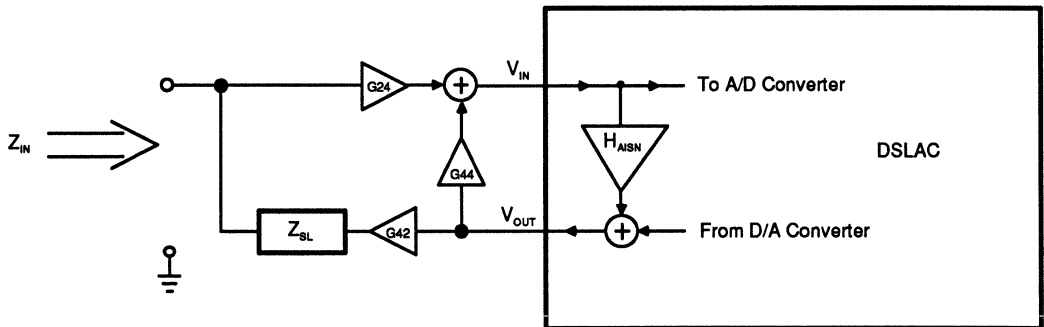 V_IN
G24
To A/D Converter
Z_IN
H_AISN
DSLAC
G44
V_OUT
Z_SL
G42
From D/A Converter